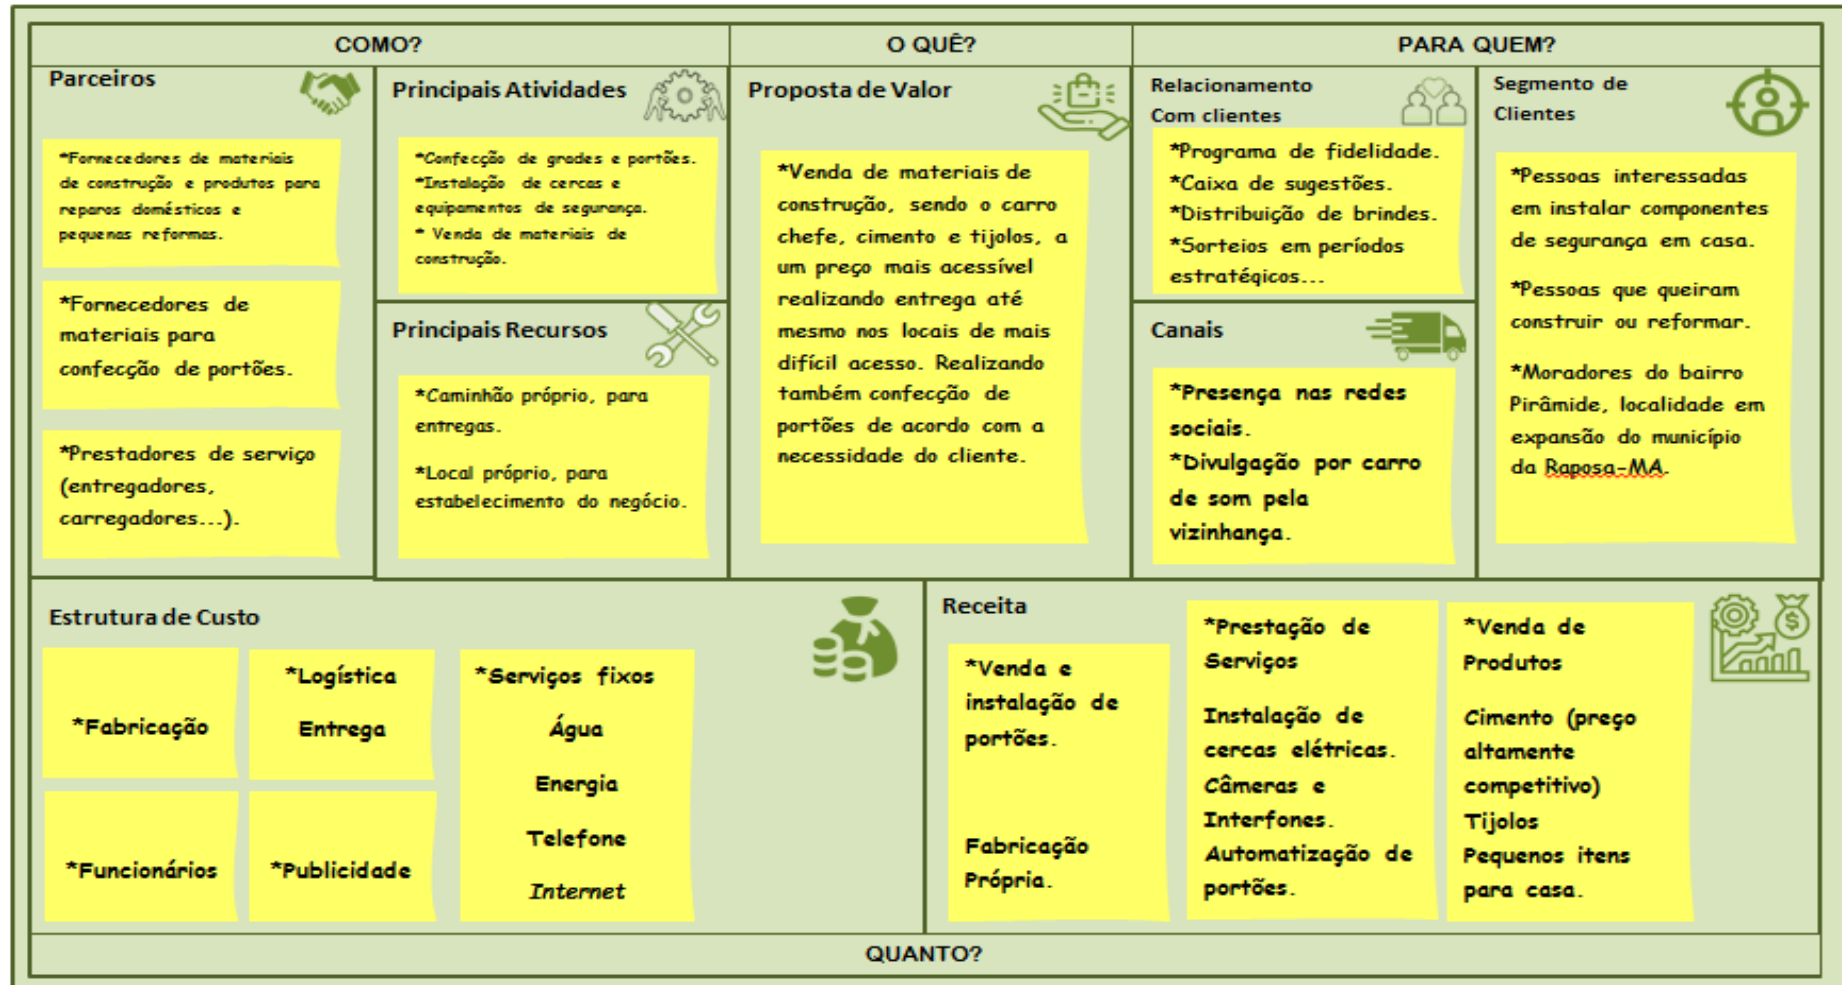 COMO?
O QUÊ?
PARA QUEM?
Parceiros
*Fornecedores de materiais
de construção e produtos para
reparos domésticos e
pequenas reformas.
*Fornecedores de
materiais para
confecção de portões.
*Prestadores de serviço
(entregadores,
carregadores...).
Principais Atividades
*Confecção de grades e portões.
*Instalação de cercas e
equipamentos de segurança.
* Venda de materiais de
construção.
Principais Recursos
*Caminhão próprio, para
entregas.
*Local próprio, para
estabelecimento do negócio.
Proposta de Valor
*Venda de materiais de
construção, sendo o carro
chefe, cimento e tijolos, a
um preço mais acessível
realizando entrega até
mesmo nos locais de mais
difícil acesso. Realizando
também confecção de
portões de acordo com a
necessidade do cliente.
Relacionamento
Com clientes
*Programa de fidelidade.
*Caixa de sugestões.
*Distribuição de brindes.
*Sorteios em períodos
estratégicos...
Canais
*Presença nas redes
sociais.
*Divulgação por carro
de som pela
vizinhança.
Segmento de
Clientes
*Pessoas interessadas
em instalar componentes
de segurança em casa.
*Pessoas que queiram
construir ou reformar.
*Moradores do bairro
Pirâmide, localidade em
expansão do município
da Raposa-MA.
Estrutura de Custo
*Fabricação
*Logística
Entrega
*Serviços fixos
Água
Energia
Telefone
Internet
*Funcionários
*Publicidade
Receita
*Venda e
instalação de
portões.
Fabricação
Própria.
*Prestação de
Serviços
Instalação de
cercas elétricas.
Câmeras e
Interfones.
Automatização de
portões.
*Venda de
Produtos
Cimento (preço
altamente
competitivo)
Tijolos
Pequenos itens
para casa.
$
QUANTO?